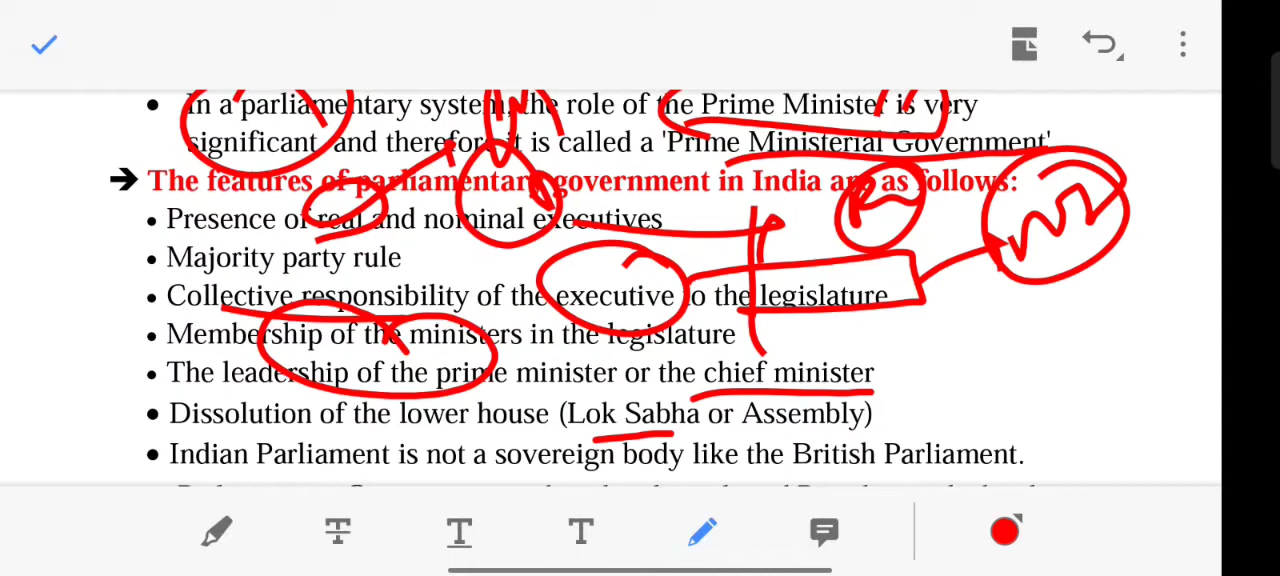 • In a parliamentary system, the role of the Prime Minister is very
significant, and therefore it is called a 'Prime Ministerial Government'.
➔ The features of parliamentary government in India are as follows:
• Presence of real and nominal executives
• Majority party rule
• Collective responsibility of the executive to the legislature
• Membership of the ministers in the legislature
• The leadership of the prime minister or the chief minister
• Dissolution of the lower house (Lok Sabha or Assembly)
• Indian Parliament is not a sovereign body like the British Parliament.